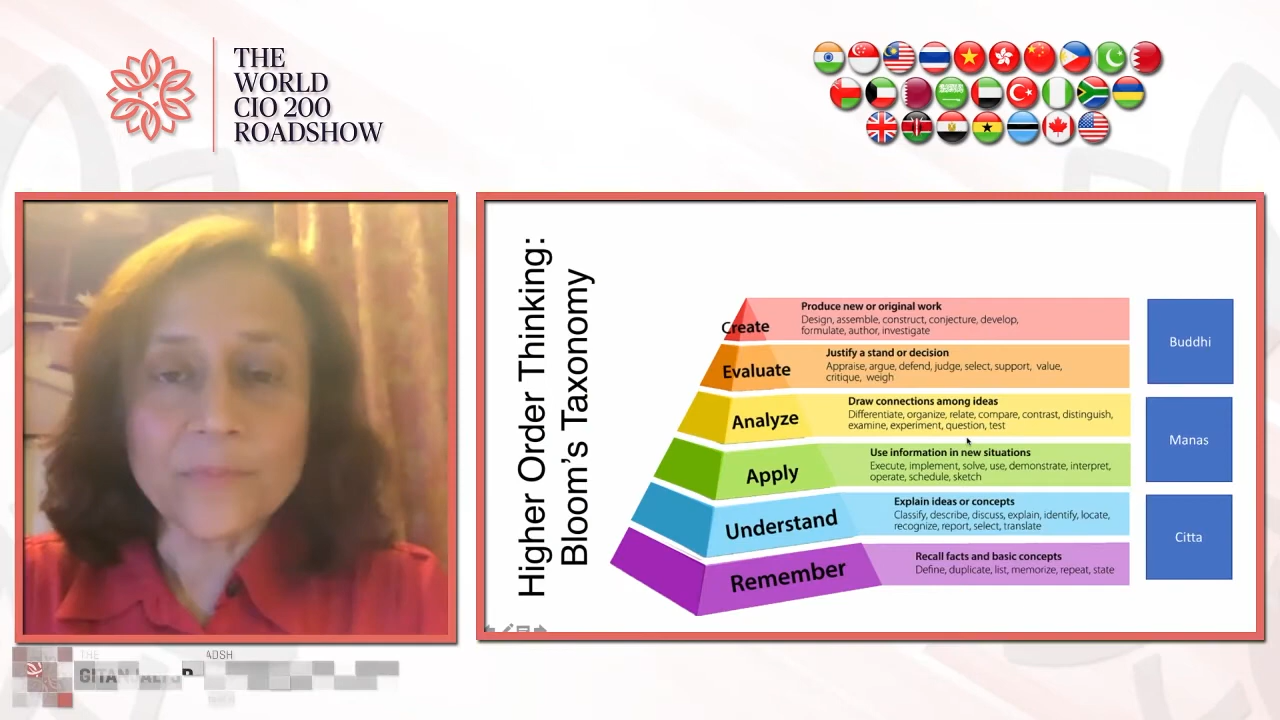 THE
WORLD
CIO 200
ROADSHOW
Higher Order Thinking:
Bloom's Taxonomy
Create
Produce new or original work
Design, assemble, construct, conjecture, develop,
formulate, author, investigate
Evaluate
Justify a stand or decision
Appraise, argue, defend, judge, select, support, value,
critique, weigh
Analyze
Draw connections among ideas
Differentiate, organize, relate, compare, contrast, distinguish,
examine, experiment, question, test
Apply
Use information in new situations
Execute, implement, solve, use, demonstrate, interpret,
operate, schedule, sketch
Understand
Explain ideas or concepts
Classify, describe, discuss, explain, identify, locate,
recognize, report, select, translate
Remember
Recall facts and basic concepts
Define, duplicate, list, memorize, repeat, state
Buddhi
Manas
Citta
THE